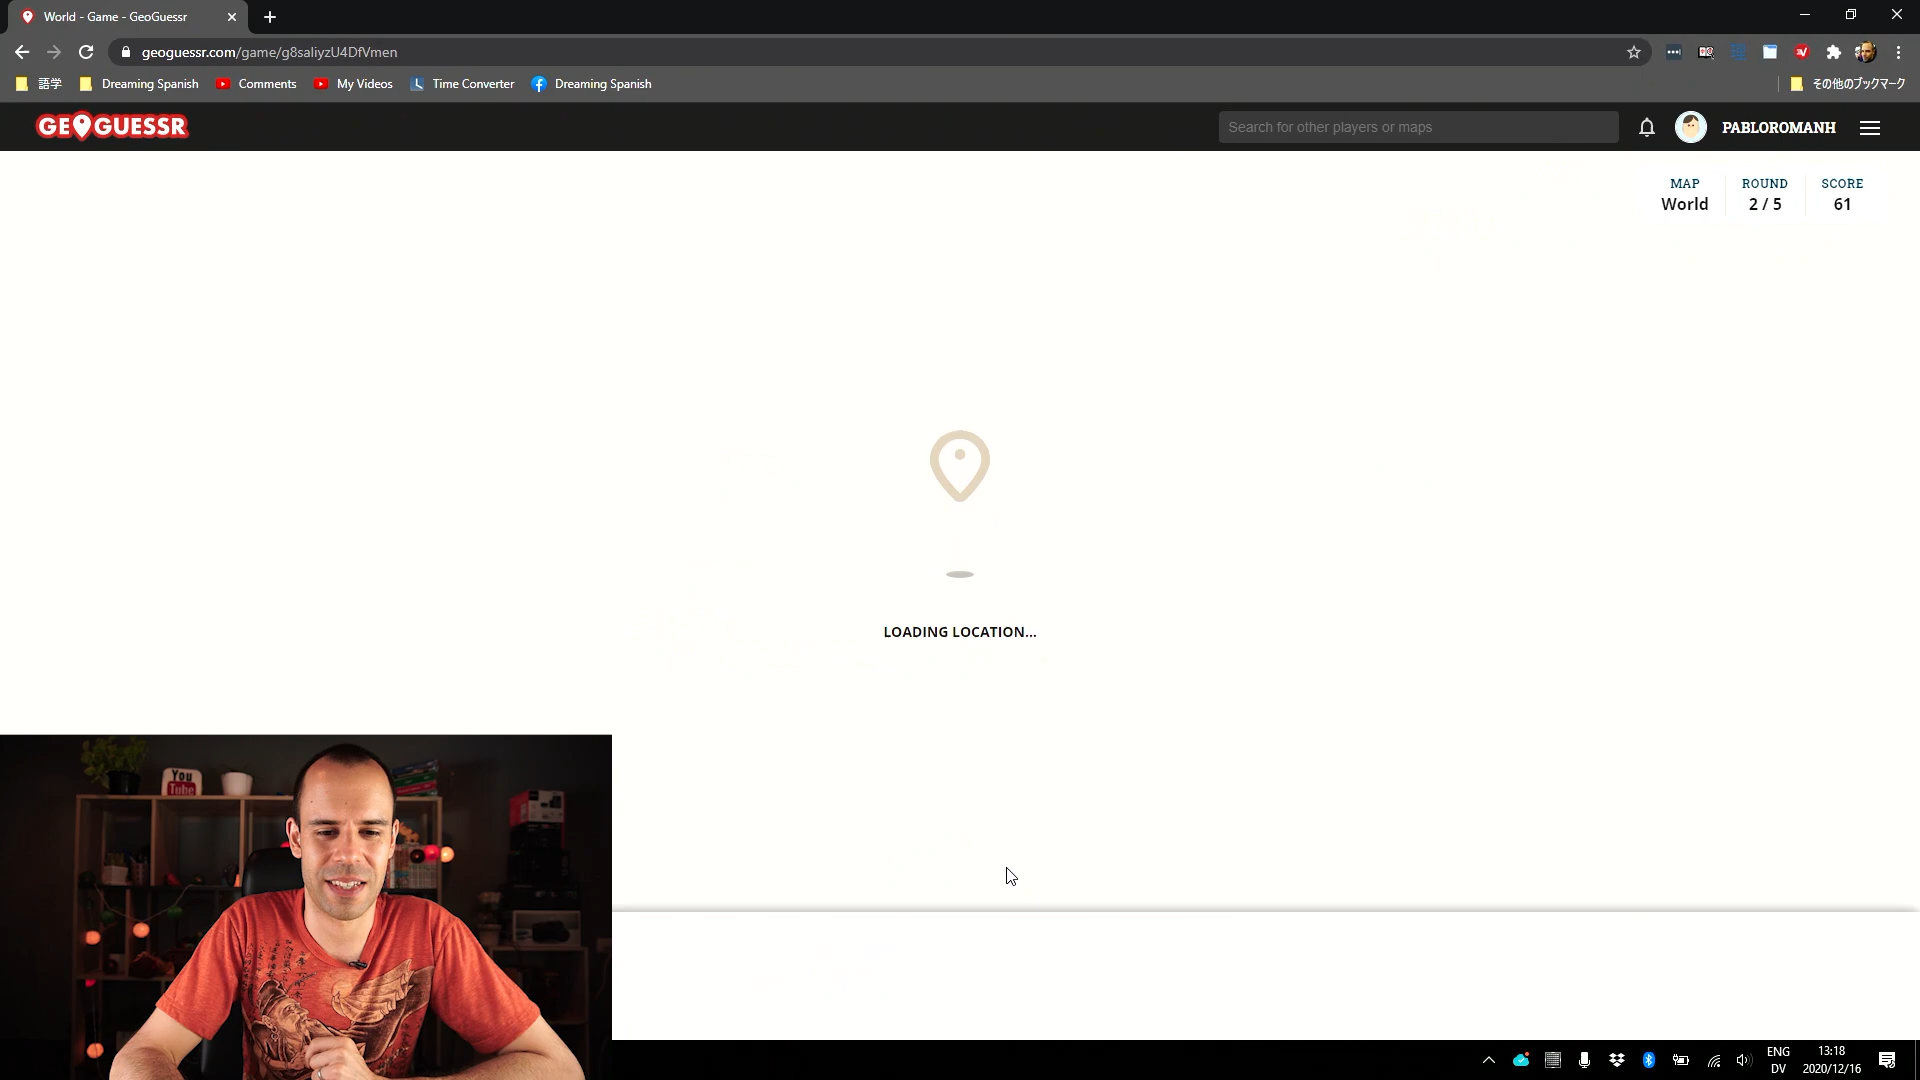 World - Game - GeoGuessr
geoguessr.com/game/g8saliyzU4DfVmen
語学 Dreaming Spanish Comments My Videos Time Converter Dreaming Spanish その他のブックマーク
GEOGUESSR Search for other players or maps PABLOROMANH
MAP ROUND SCORE
World 2 / 5 61
LOADING LOCATION...
You
Tube
ENG 13:18
DV 2020/12/16